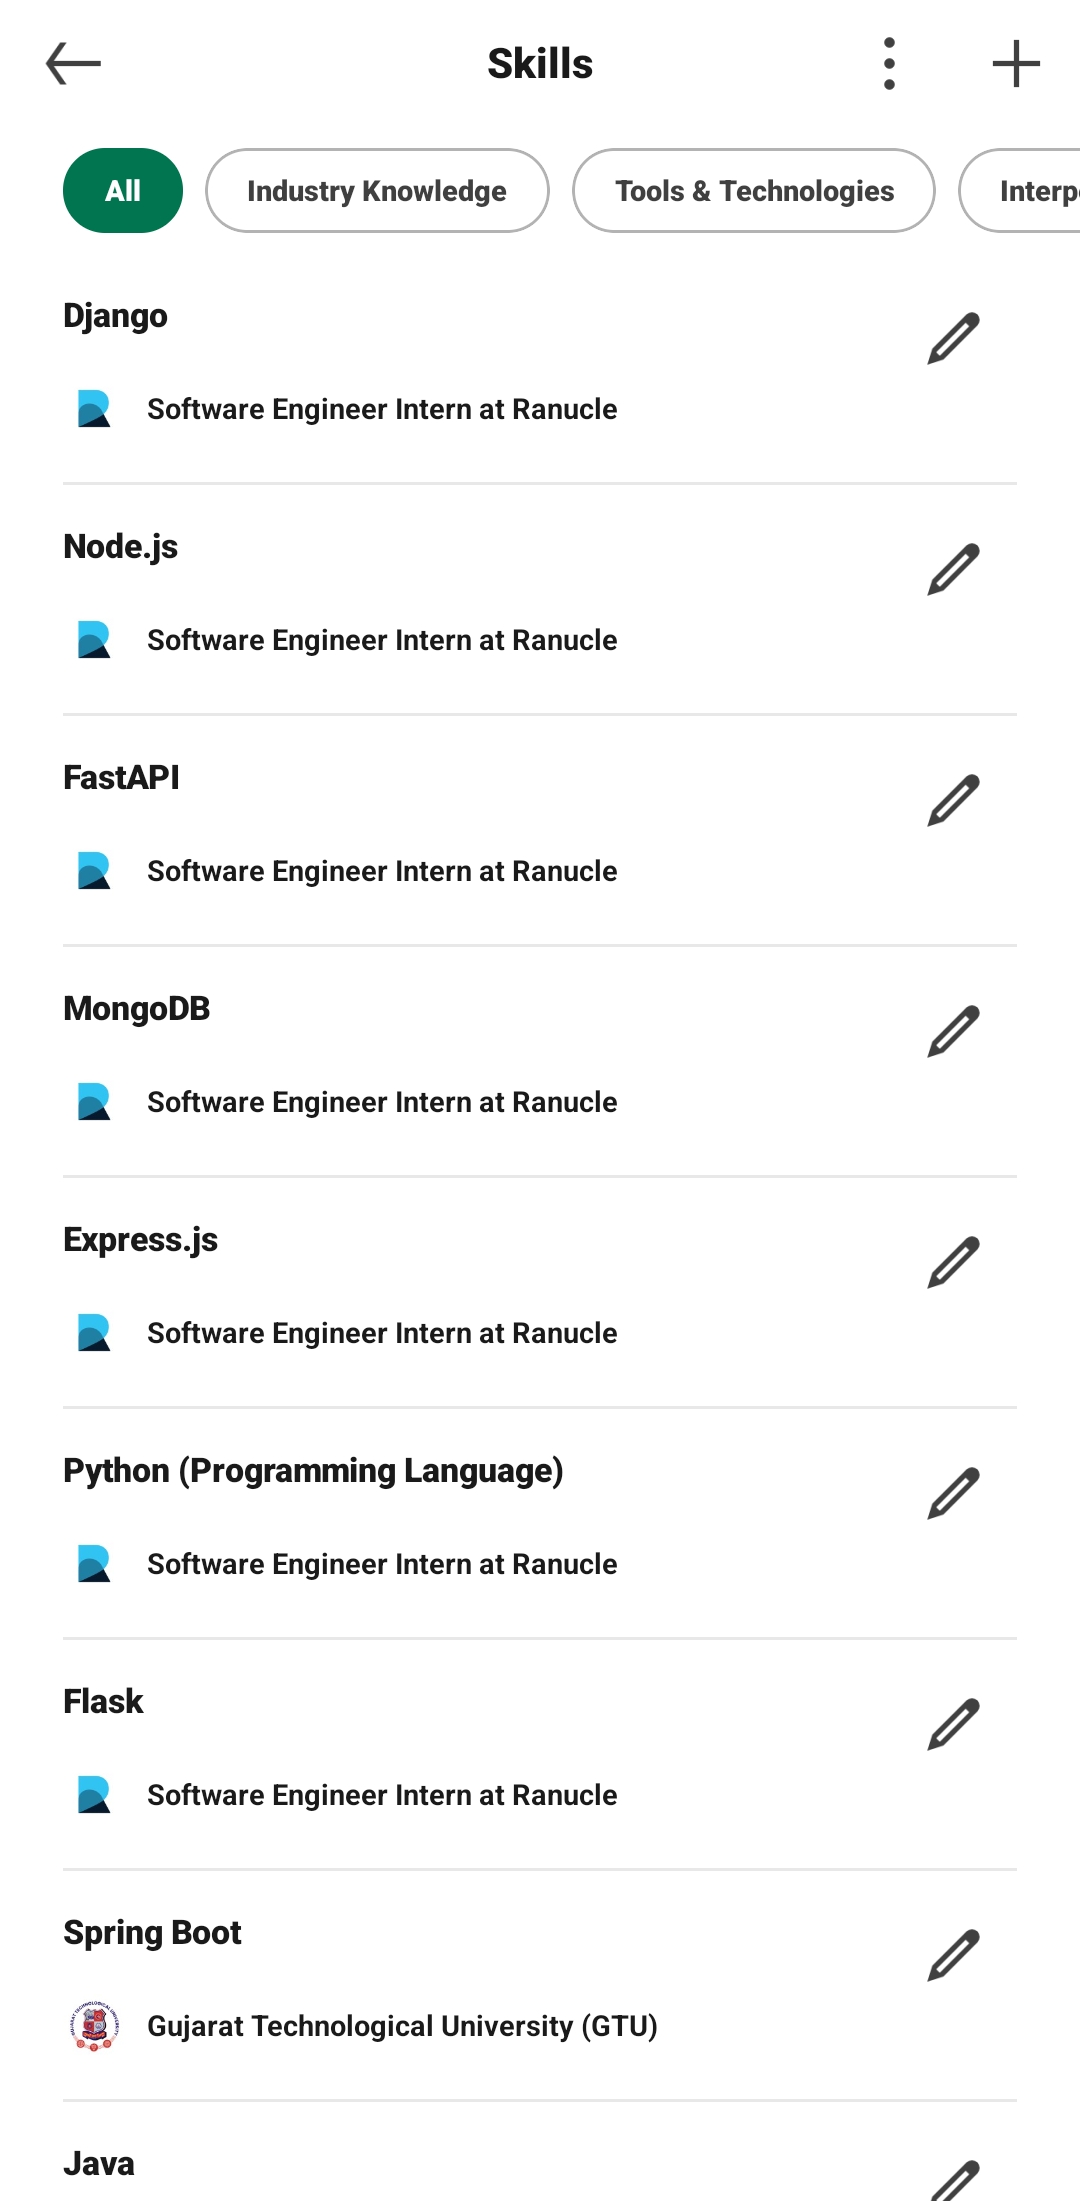 Skills
All
Industry Knowledge
Tools & Technologies
Interp
Django
Software Engineer Intern at Ranucle
Node.js
Software Engineer Intern at Ranucle
FastAPI
Software Engineer Intern at Ranucle
MongoDB
Software Engineer Intern at Ranucle
Express.js
Software Engineer Intern at Ranucle
Python (Programming Language)
Software Engineer Intern at Ranucle
Flask
Software Engineer Intern at Ranucle
Spring Boot
Gujarat Technological University (GTU)
Java